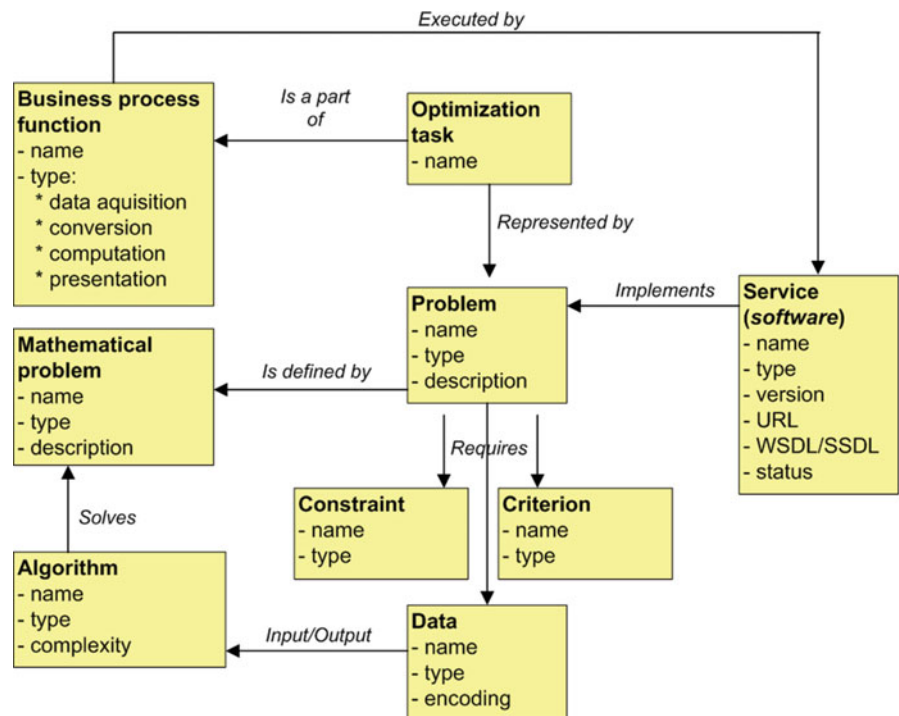 Executed by
Business process
function
- name
- type:
* data aquisition
* conversion
* computation
* presentation
Is a part
of
Optimization
task
- name
Represented by
Problem
- name
- type
- description
Implements
Service
(software)
- name
- type
- version
- URL
- WSDL/SSDL
- status
Mathematical
problem
- name
- type
- description
Is defined by
Requires
Constraint
- name
- type
Criterion
- name
- type
Solves
Algorithm
- name
- type
- complexity
Input/Output
Data
- name
- type
- encoding